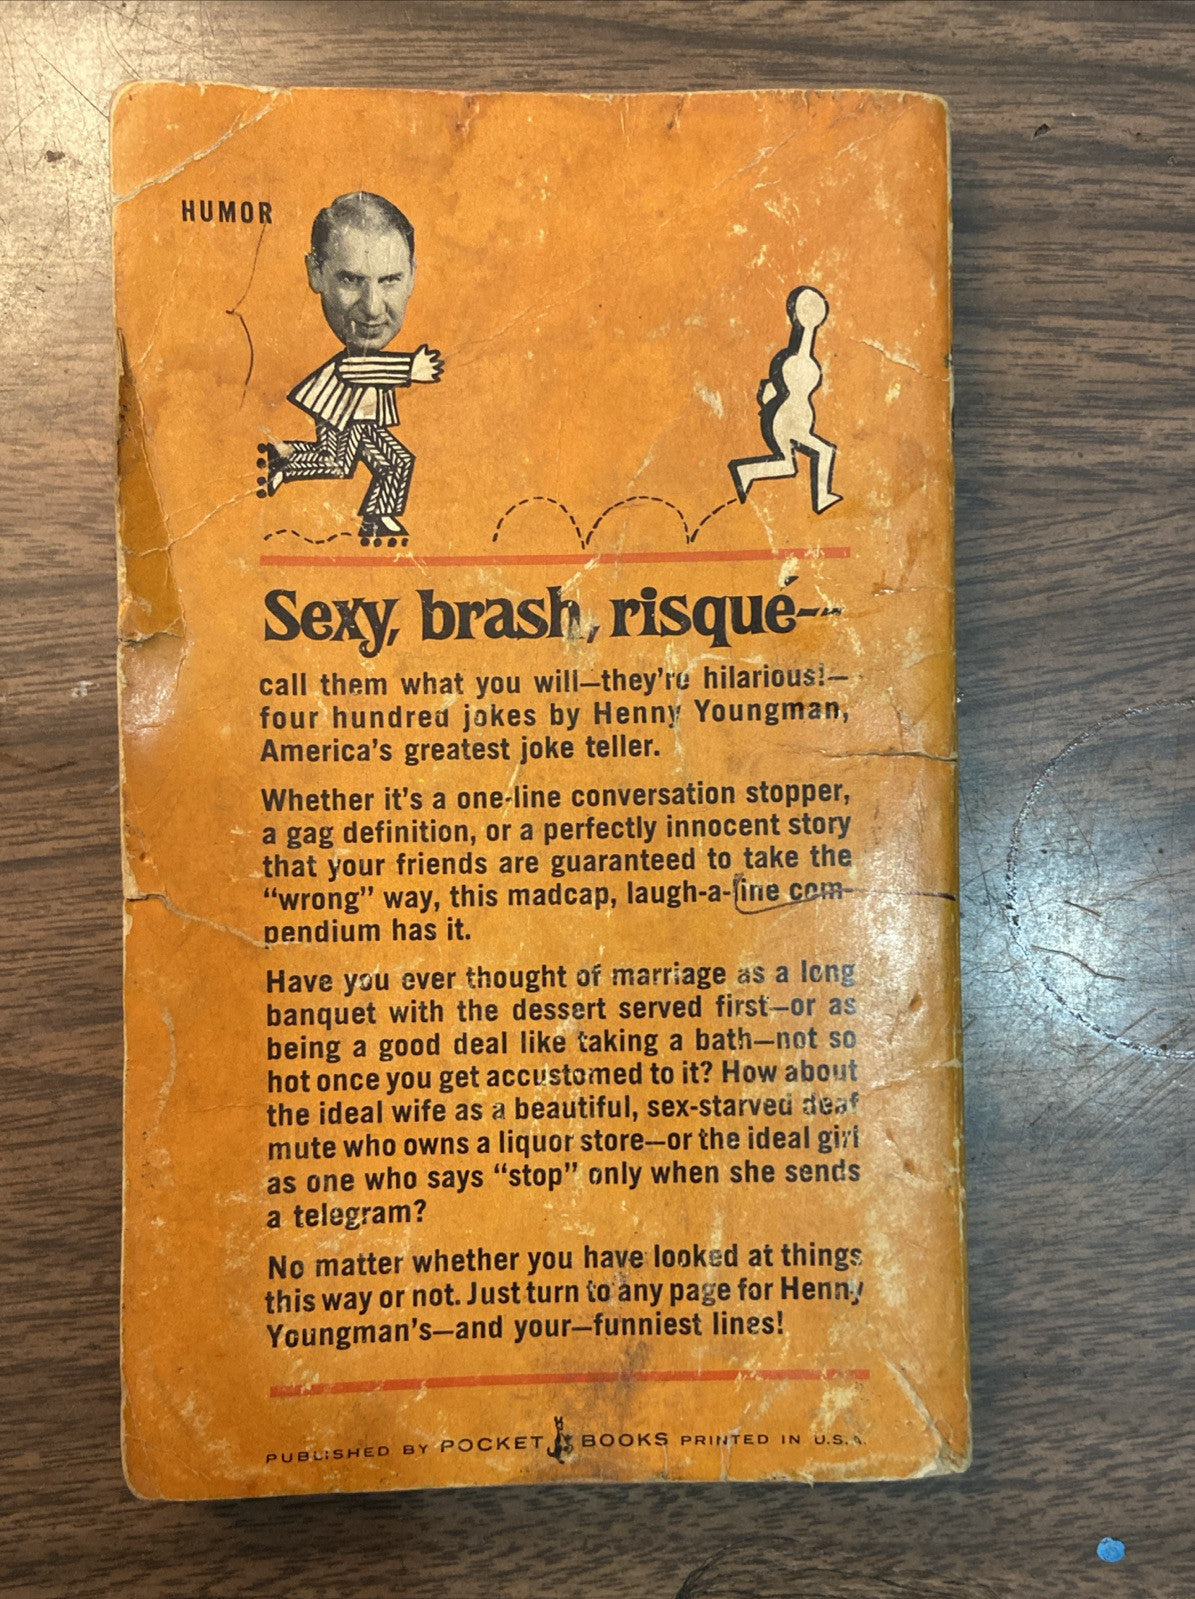 HUMOR
Sexy, brash, risqué--
call them what you will—they're hilarious!—
four hundred jokes by Henny Youngman,
America's greatest joke teller.
Whether it's a one-line conversation stopper,
a gag definition, or a perfectly innocent story
that your friends are guaranteed to take the
“wrong” way, this madcap, laugh-a-line com-
pendium has it.
Have you ever thought of marriage as a long
banquet with the dessert served first—or as
being a good deal like taking a bath—not so
hot once you get accustomed to it? How about
the ideal wife as a beautiful, sex-starved deaf
mute who owns a liquor store—or the ideal girl
as one who says “stop” only when she sends
a telegram?
No matter whether you have looked at things
this way or not. Just turn to any page for Henny
Youngman's—and your—funniest lines!
PUBLISHED BY POCKET BOOKS PRINTED IN U.S.A.